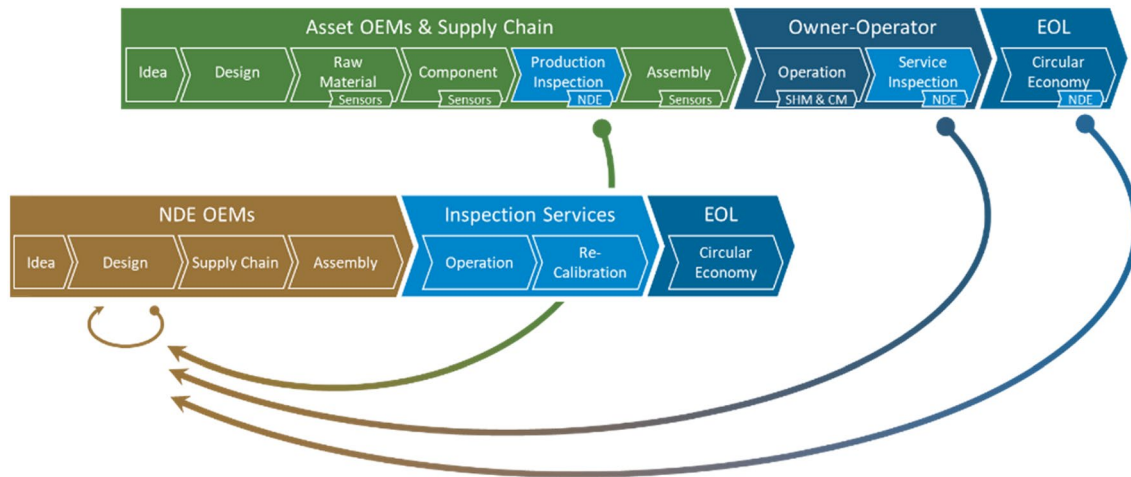 Asset OEMs & Supply Chain
Owner-Operator
EOL
Idea
Design
Raw
Material
Sensors
Component
Sensors
Production
Inspection
NDE
Assembly
Sensors
Operation
SHM & CM
Service
Inspection
NDE
Circular
Economy
NDE
NDE OEMs
Inspection Services
EOL
Idea
Design
Supply Chain
Assembly
Operation
Re-
Calibration
Circular
Economy